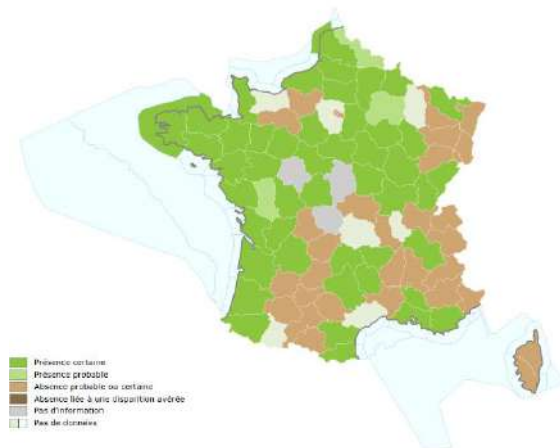 Présence certaine
Présence probable
Absence probable ou certaine
Absence liée à une disparition avérée
Pas d'information
Pas de données